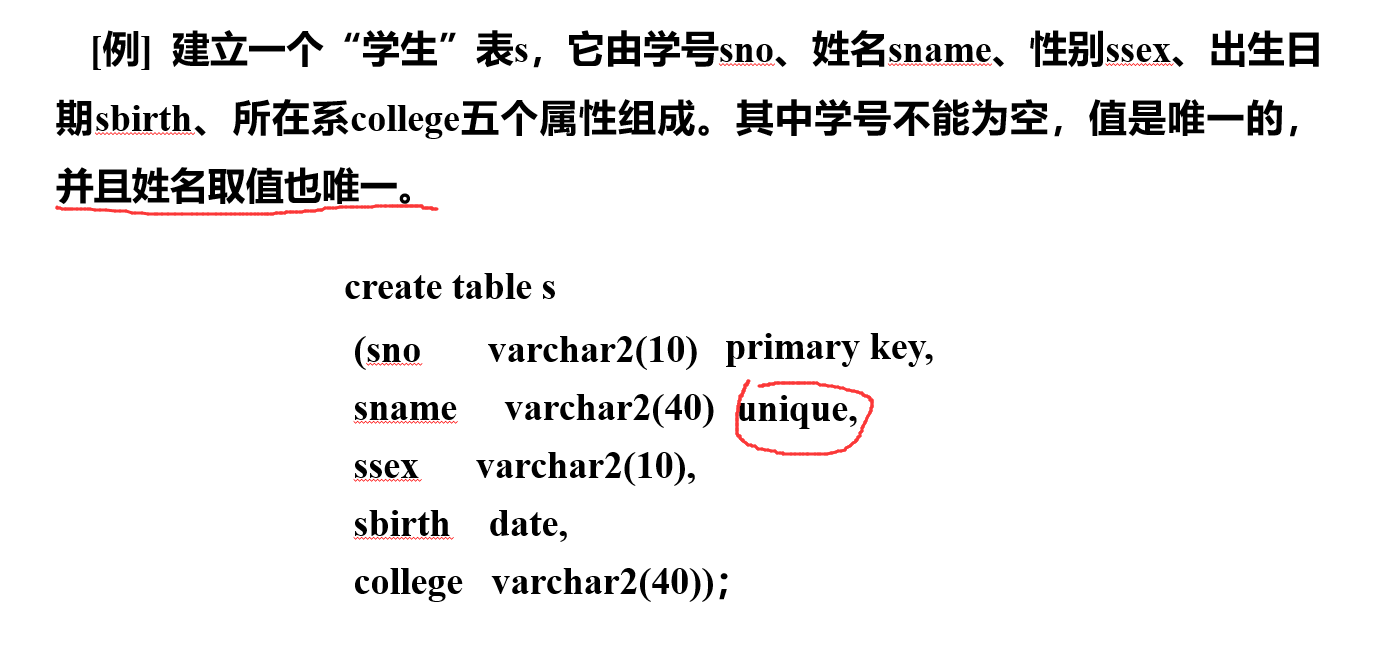 [例] 建立一个“学生”表s，它由学号sno、姓名sname、性别ssex、出生日
期sbirth、所在系college五个属性组成。其中学号不能为空，值是唯一的，
并且姓名取值也唯一。
create table s
(sno varchar2(10) primary key,
sname varchar2(40) unique,
ssex varchar2(10),
sbirth date,
college varchar2(40))；